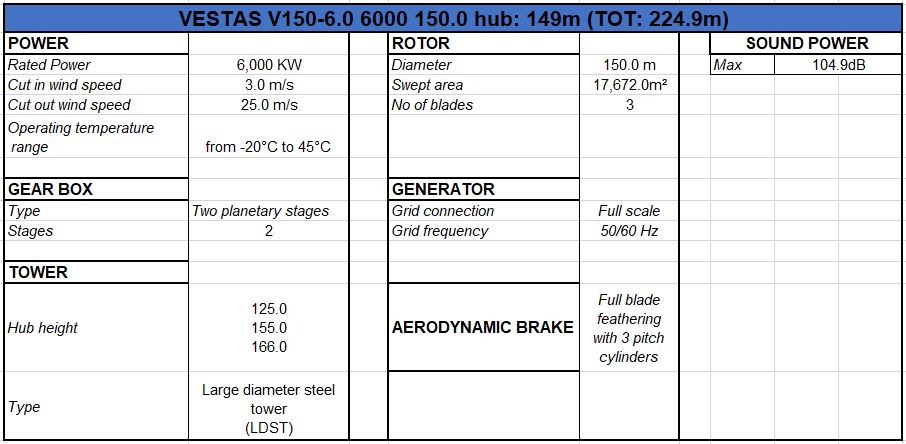 VESTAS V150-6.0 6000 150.0 hub: 149m (TOT: 224.9m)
POWER ROTOR SOUND POWER
Rated Power 6,000 KW Diameter 150.0 m Max 104.9dB
Cut in wind speed 3.0 m/s Swept area 17,672.0m²
Cut out wind speed 25.0 m/s No of blades 3
Operating temperature
range from -20°C to 45°C
GEAR BOX GENERATOR
Type Two planetary stages Grid connection Full scale
Stages 2 Grid frequency 50/60 Hz
TOWER
Hub height
125.0
155.0
166.0
AERODYNAMIC BRAKE
Full blade
feathering
with 3 pitch
cylinders
Type
Large diameter steel
tower
(LDST)